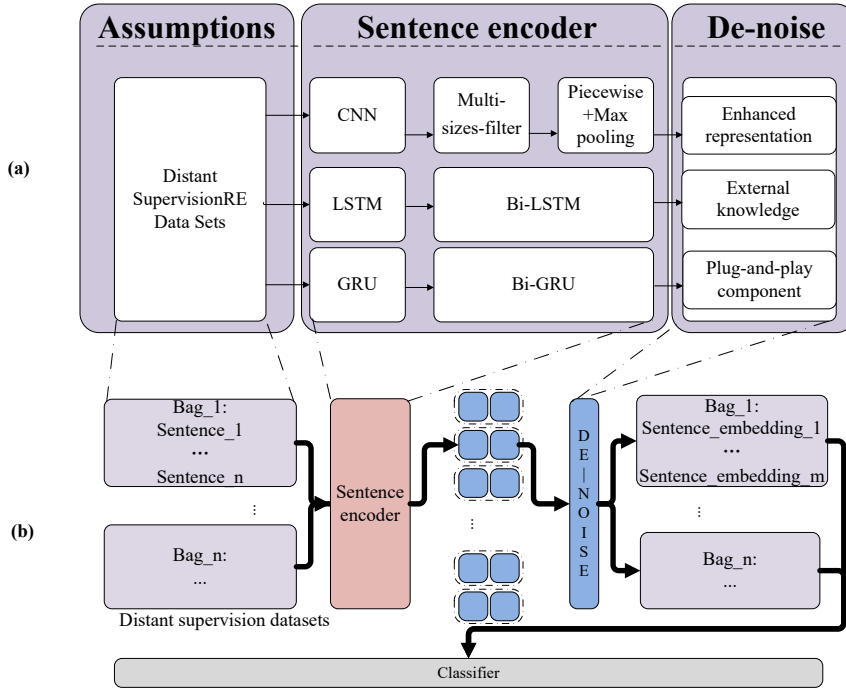 Assumptions
Sentence encoder
De-noise
(a)
Distant
SupervisionRE
Data Sets
CNN
Multi-
sizes-filter
Piecewise
+Max
pooling
Enhanced
representation
LSTM
Bi-LSTM
External
knowledge
GRU
Bi-GRU
Plug-and-play
component
(b)
Bag_1:
Sentence_1
...
Sentence_n
...
Bag_n:
...
Distant supervision datasets
Sentence
encoder
...
DE—NOISE
Bag_1:
Sentence_embedding_1
...
Sentence_embedding_m
...
Bag_n:
...
Classifier